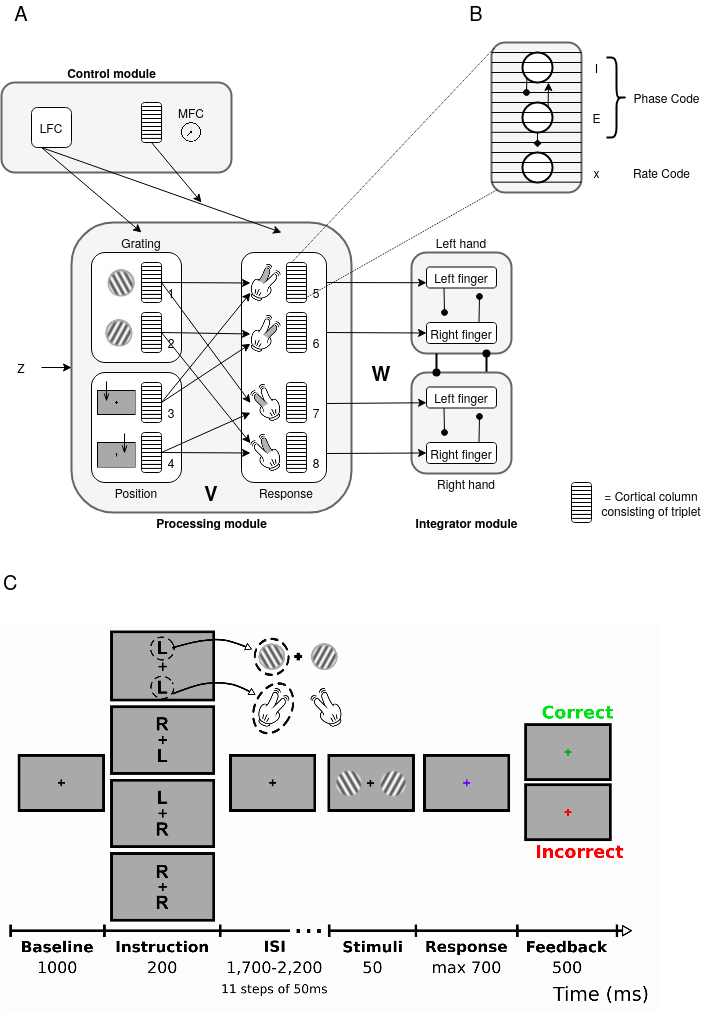 A
B
Control module
LFC
MFC
I
E
x
Phase Code
Rate Code
Grating
1
2
3
4
Position
5
6
7
8
Response
Z
V
W
Processing module
Left hand
Left finger
Right finger
Left finger
Right finger
Right hand
Integrator module
= Cortical column
consisting of triplet
C
L
+
L
R
+
L
L
+
R
R
+
R
+
+
+
+
+
Correct
+
+
Incorrect
Baseline
1000
Instruction
200
ISI
1,700-2,200
11 steps of 50ms
Stimuli
50
Response
max 700
Feedback
500
Time (ms)